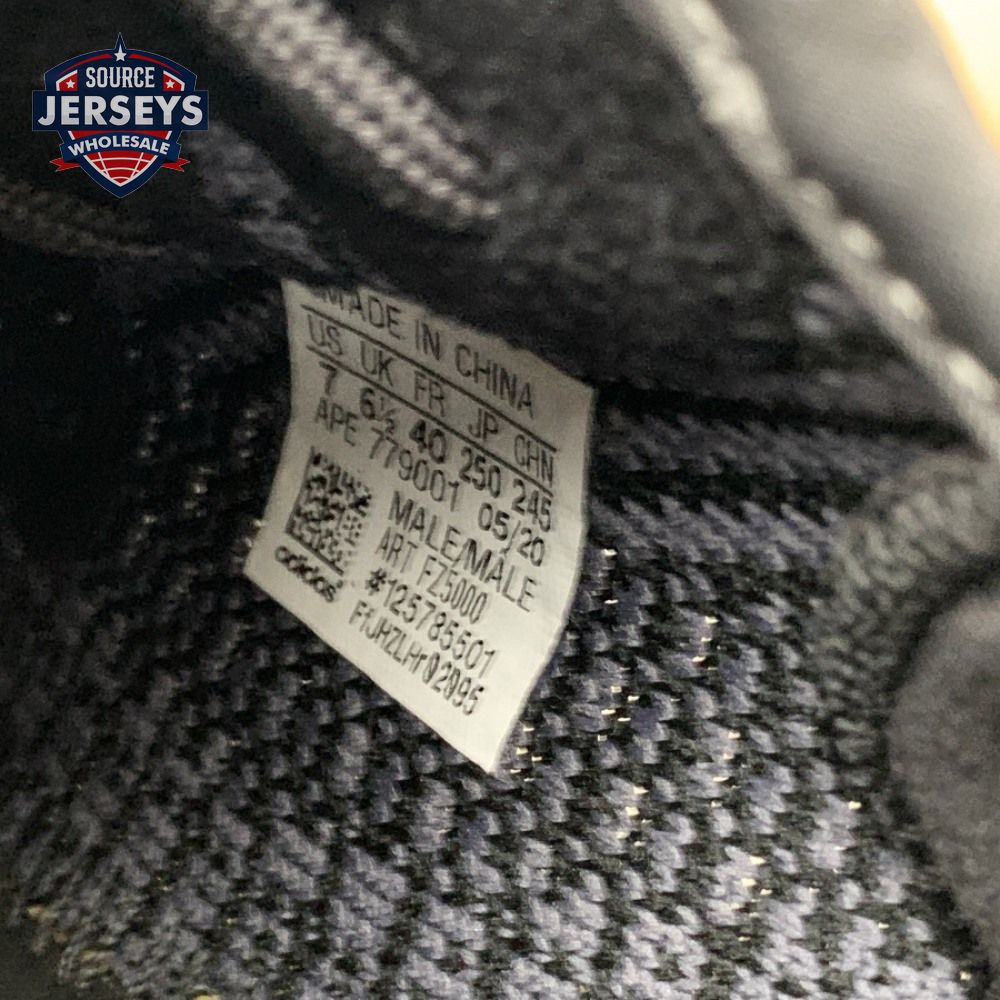 SOURCE
JERSEYS
WHOLESALE
MADE IN CHINA
US UK FR JP CHN
7 6½ 40 250 245
APE 779001 05/20
MALE/MALE
ART FZ5000
#125785501
adidas